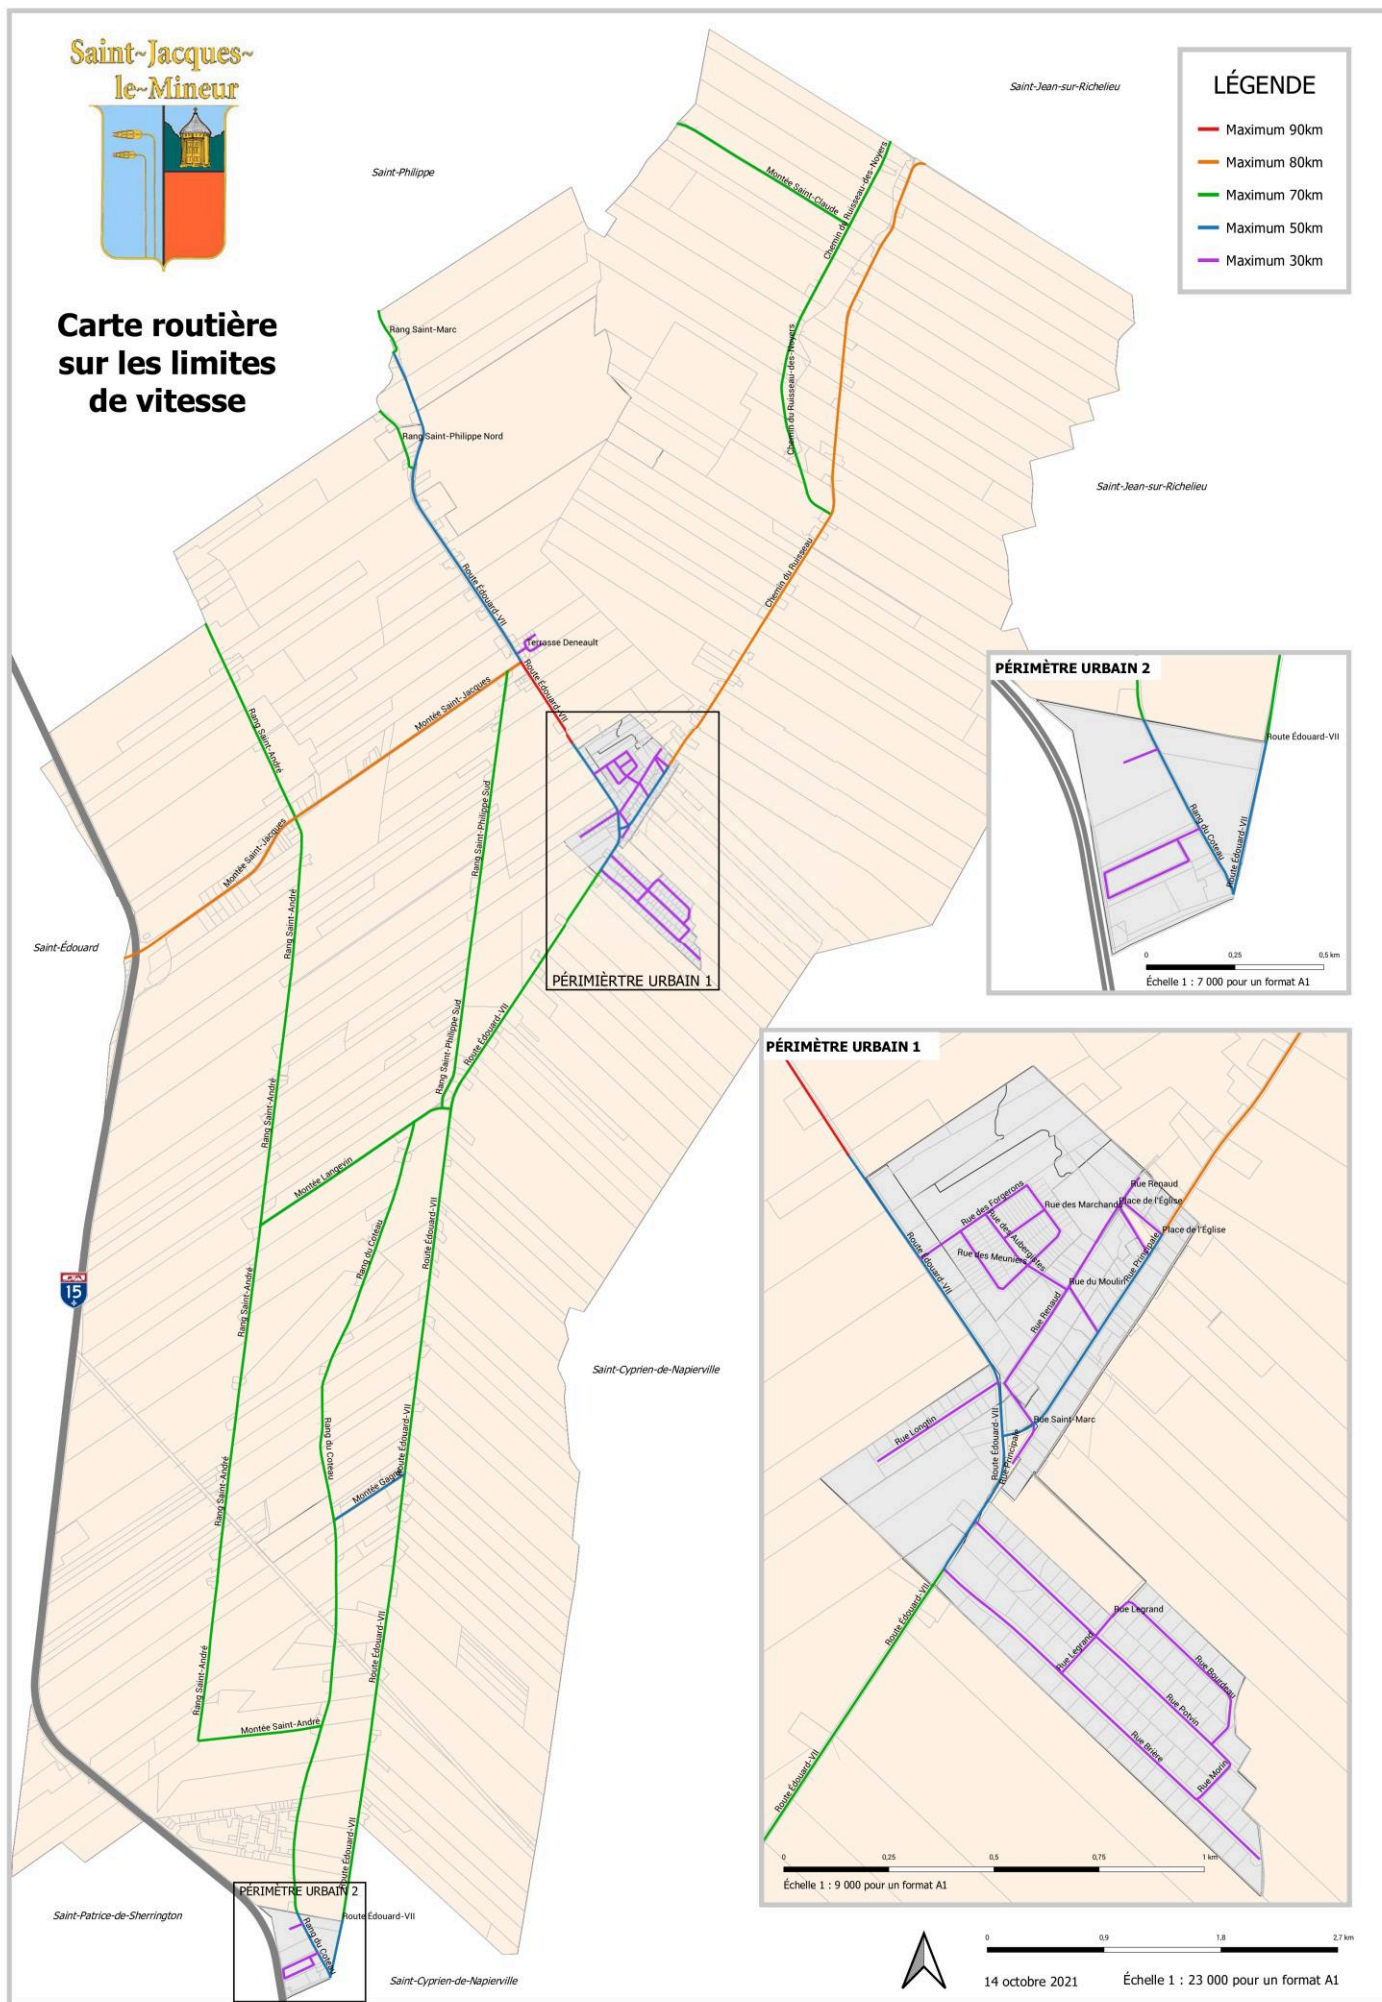 Saint~Jacques~
le~Mineur
Carte routière
sur les limites
de vitesse
LÉGENDE
Maximum 90km
Maximum 80km
Maximum 70km
Maximum 50km
Maximum 30km
Saint-Jean-sur-Richelieu
Saint-Philippe
Montée Saint-Claude
Chemin du Ruisseau-des-Noyers
Rang Saint-Marc
Chemin du Ruisseau-des-Noyers
Rang Saint-Philippe Nord
Saint-Jean-sur-Richelieu
Route Édouard-VII
Chemin du Ruisseau
Terrasse Deneault
Route Édouard-VII
Montée Saint-Jacques
Rang Saint-André
Rang Saint-Philippe Sud
Montée Saint-Jacques
Rang Saint-André
Saint-Édouard
PÉRIMIÈRTRE URBAIN 1
Rang Saint-Philippe Sud
Route Édouard-VII
Rang Saint-André
Montée Langevin
Rang du Coteau
Route Édouard-VII
15
Rang Saint-André
Saint-Cyprien-de-Napierville
Rang du Coteau
Route Édouard-VII
Montée Gagné
Rang Saint-André
Route Édouard-VII
Rang Saint-André
Montée Saint-André
Route Édouard-VII
PÉRIMÈTRE URBAIN 2
Saint-Patrice-de-Sherrington
Route Édouard-VII
Rang du Coteau
Saint-Cyprien-de-Napierville
PÉRIMÈTRE URBAIN 2
Route Édouard-VII
Rang du Coteau
Route Édouard-VII
0 0,25 0,5 km
Échelle 1 : 7 000 pour un format A1
PÉRIMÈTRE URBAIN 1
Rue Renaud
Place de l'Église
Rue des Forgerons
Rue des Marchands
Rue des Aubergistes
Place de l'Église
Rue des Meuniers
Rue Principale
Route Édouard-VII
Rue du Moulin
Rue Renaud
Rue Longtin
Rue Saint-Marc
Route Édouard-VII
Rue Principale
Route Édouard-VII
Rue Legrand
Rue Legrand
Rue Bourdeau
Rue Potvin
Rue Brière
Rue Morin
Route Édouard-VII
0 0,25 0,5 0,75 1 km
Échelle 1 : 9 000 pour un format A1
0 0,9 1,8 2,7 km
14 octobre 2021
Échelle 1 : 23 000 pour un format A1